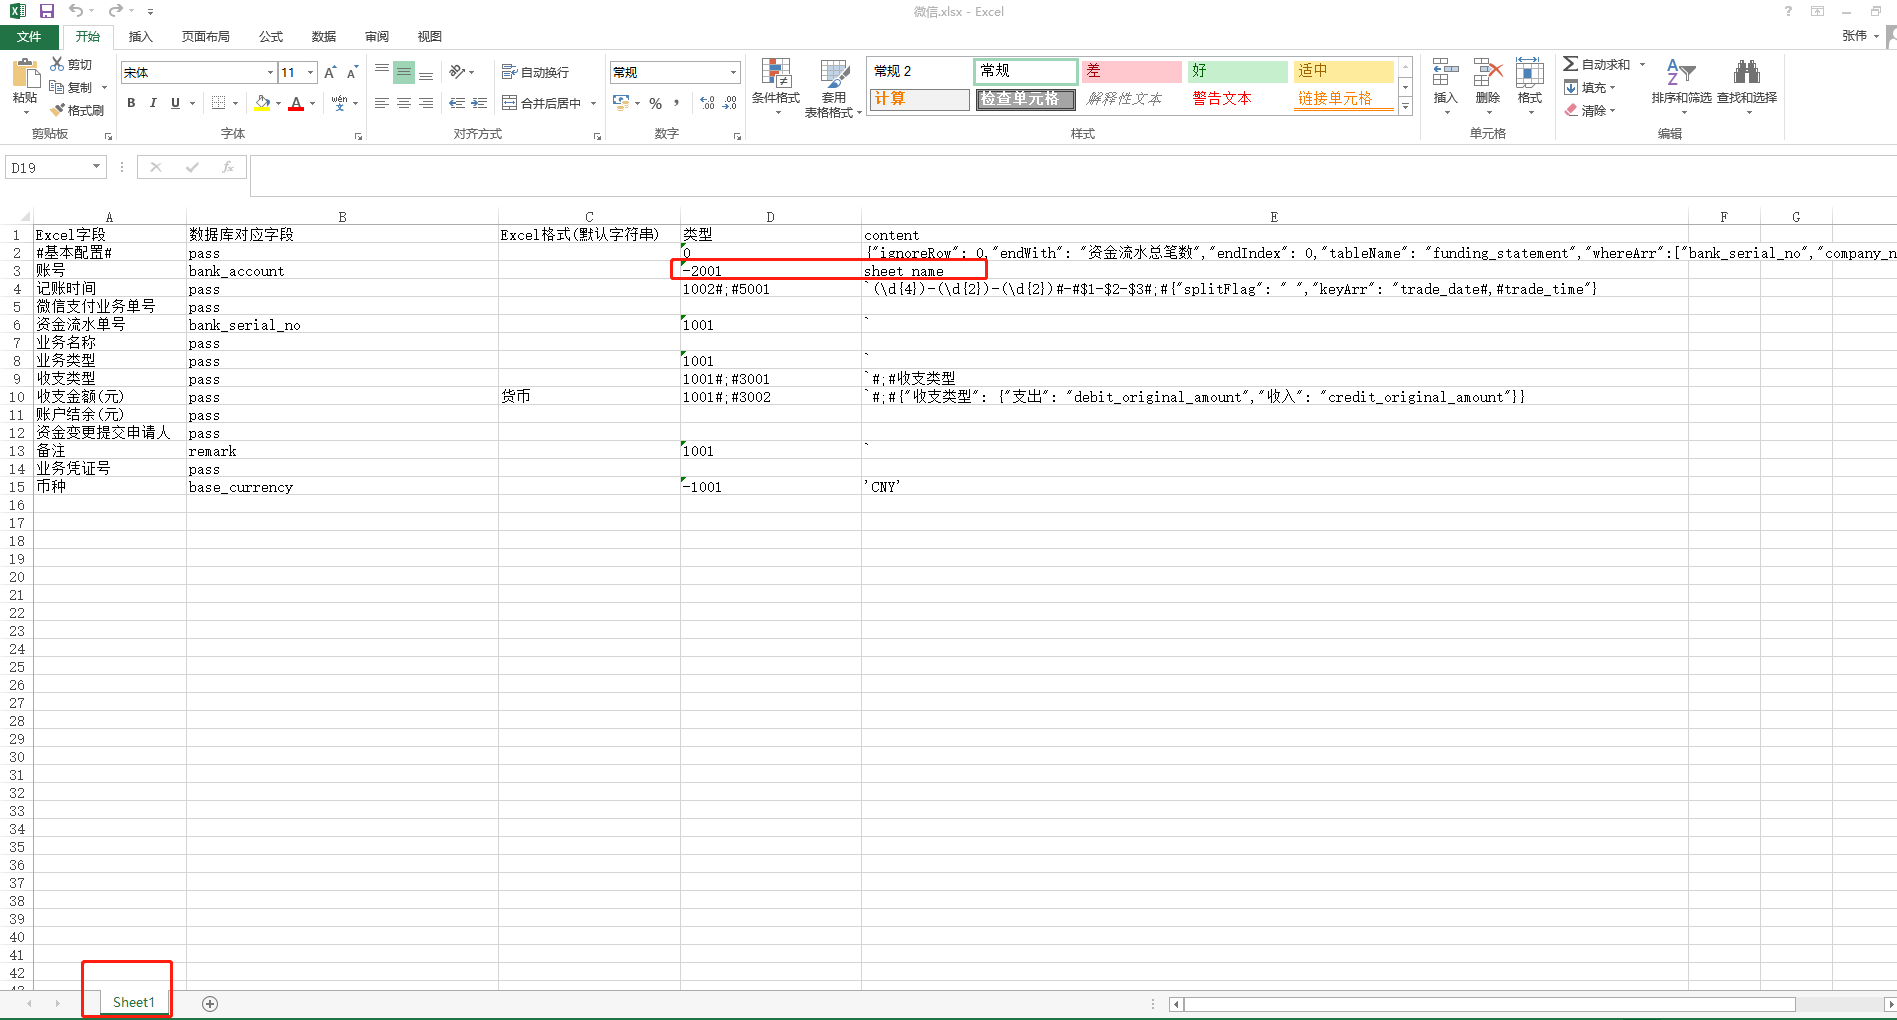 微信.xlsx - Excel
文件 开始 插入 页面布局 公式 数据 审阅 视图 张伟
粘贴 剪切 复制 格式刷 剪贴板
宋体 11 B I U wén 字体
自动换行 合并后居中 对齐方式
常规 % 数字
条件格式 套用表格格式
常规 2 常规 差 好 适中
计算 检查单元格 解释性文本 警告文本 链接单元格
样式
插入 删除 格式 单元格
自动求和 填充 清除 排序和筛选 查找和选择 编辑
D19 fx
A B C D E F G
1 Excel字段 数据库对应字段 Excel格式(默认字符串) 类型 content
2 #基本配置# pass 0 {"ignoreRow": 0,"endWith": "资金流水总笔数","endIndex": 0,"tableName": "funding_statement","whereArr":["bank_serial_no","company_n
3 账号 bank_account -2001 sheet_name
4 记账时间 pass 1002#;#5001 `(\d{4})-(\d{2})-(\d{2})#-#$1-$2-$3#;#{"splitFlag": " ","keyArr": "trade_date#,#trade_time"}
5 微信支付业务单号 pass
6 资金流水单号 bank_serial_no 1001 `
7 业务名称 pass
8 业务类型 pass 1001 `
9 收支类型 pass 1001#;#3001 `#;#收支类型
10 收支金额(元) pass 货币 1001#;#3002 `#;#{"收支类型": {"支出": "debit_original_amount","收入": "credit_original_amount"}}
11 账户结余(元) pass
12 资金变更提交申请人 pass
13 备注 remark 1001 `
14 业务凭证号 pass
15 币种 base_currency -1001 'CNY'
16
17
18
19
20
21
22
23
24
25
26
27
28
29
30
31
32
33
34
35
36
37
38
39
40
41
42
Sheet1